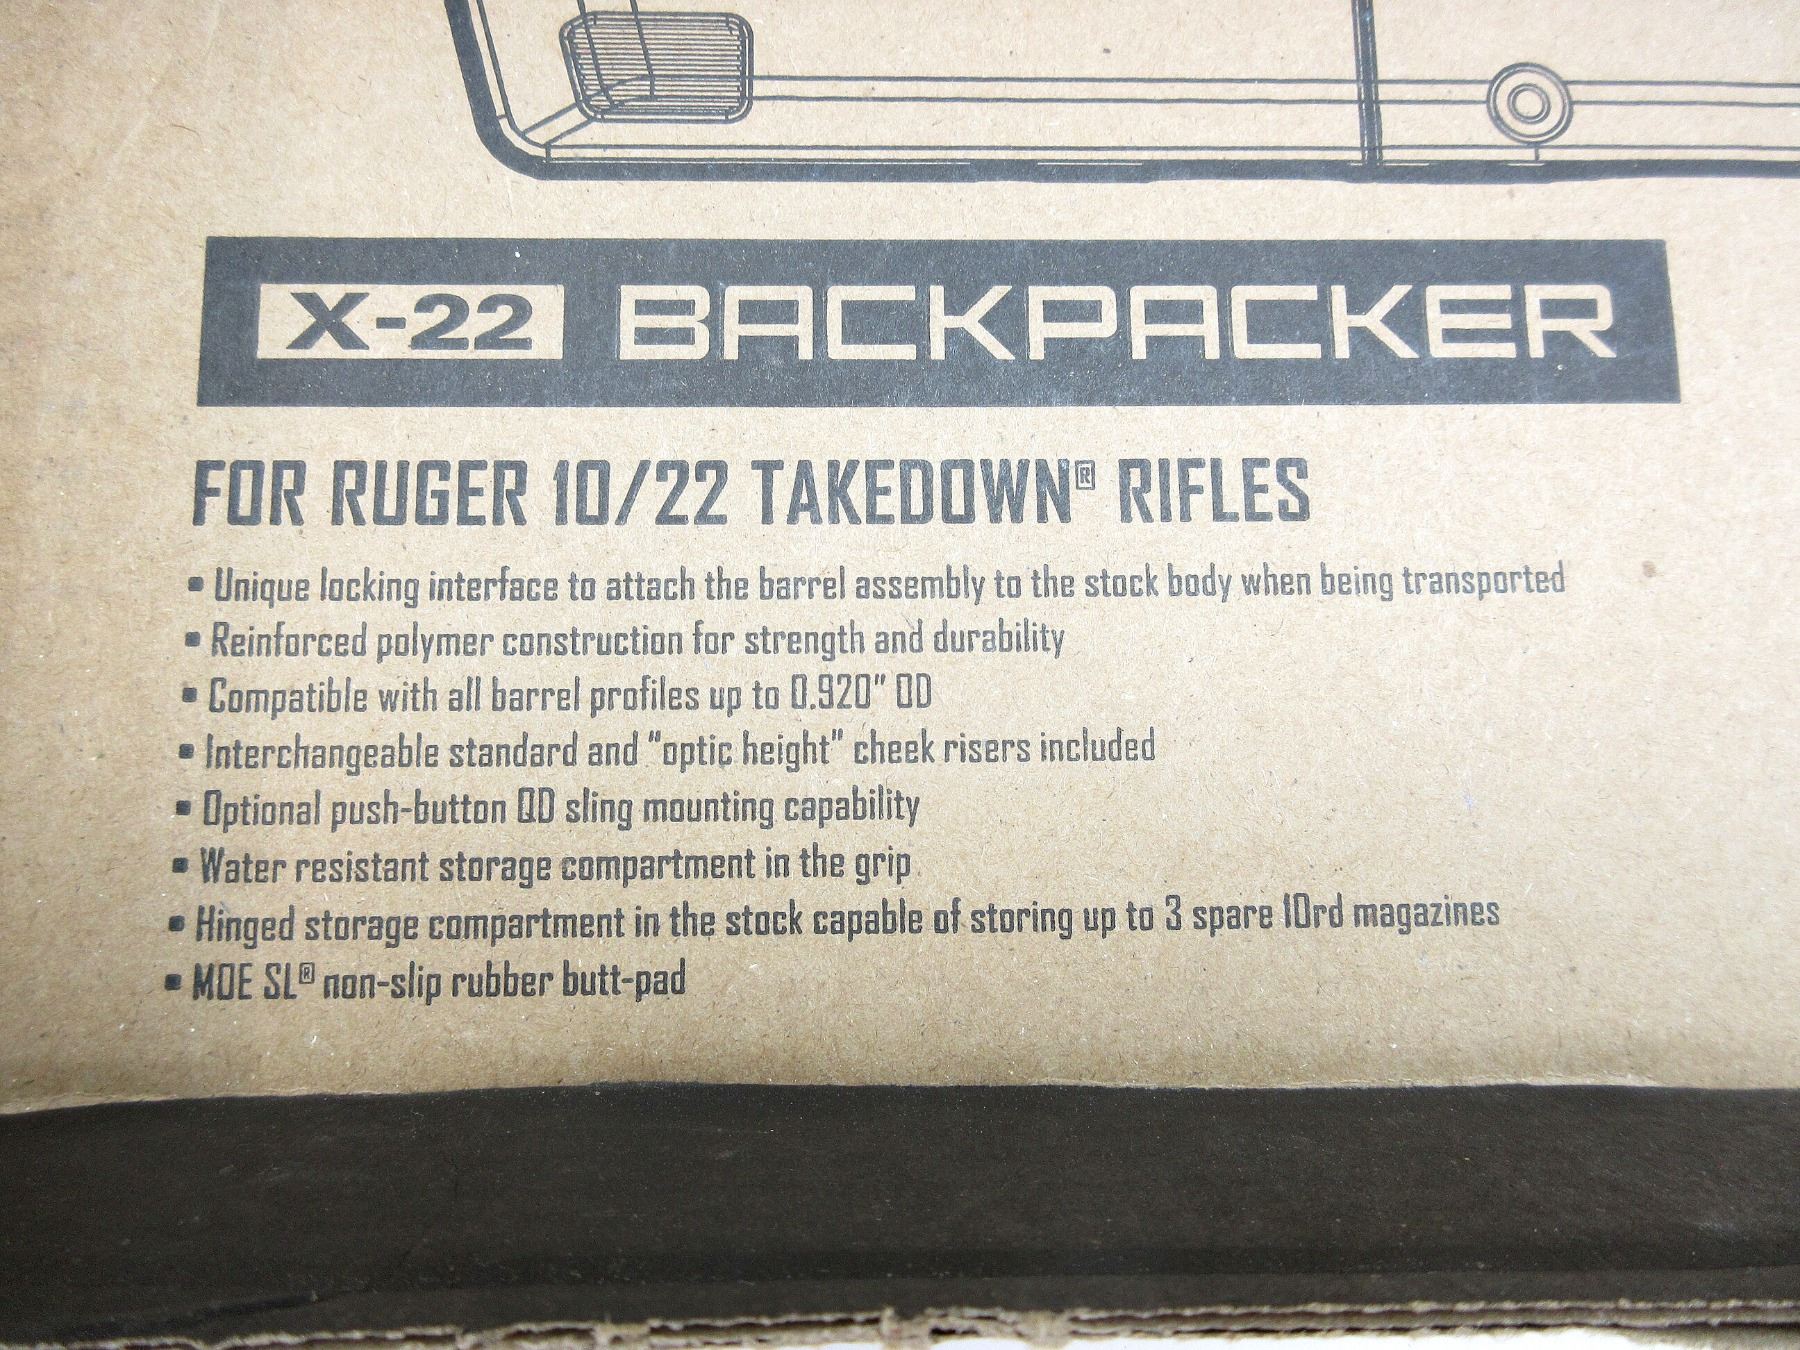 X-22 BACKPACKER
FOR RUGER 10/22 TAKEDOWN® RIFLES
▪ Unique locking interface to attach the barrel assembly to the stock body when being transported
▪ Reinforced polymer construction for strength and durability
▪ Compatible with all barrel profiles up to 0.920" OD
▪ Interchangeable standard and "optic height" cheek risers included
▪ Optional push-button QD sling mounting capability
▪ Water resistant storage compartment in the grip
▪ Hinged storage compartment in the stock capable of storing up to 3 spare 10rd magazines
▪ MOE SL® non-slip rubber butt-pad